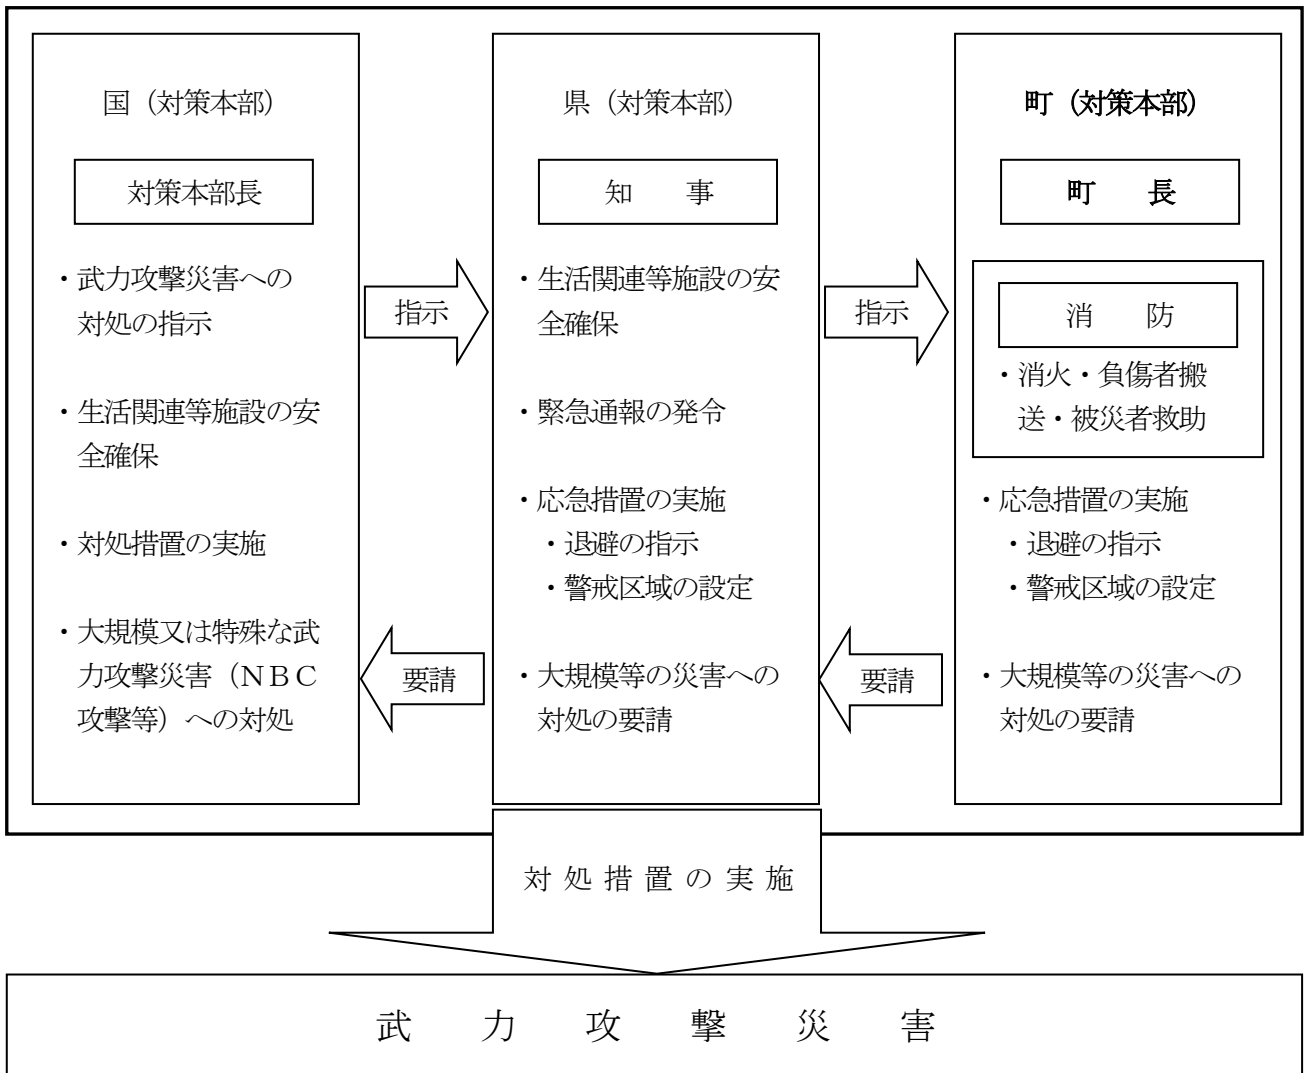 国（対策本部）
対策本部長
・武力攻撃災害への
対処の指示
・生活関連等施設の安
全確保
・対処措置の実施
・大規模又は特殊な武
力攻撃災害（ＮＢＣ
攻撃等）への対処
指示
要請
県（対策本部）
知　事
・生活関連等施設の安
全確保
・緊急通報の発令
・応急措置の実施
・退避の指示
・警戒区域の設定
・大規模等の災害への
対処の要請
指示
要請
町（対策本部）
町　長
消　防
・消火・負傷者搬
送・被災者救助
・応急措置の実施
・退避の指示
・警戒区域の設定
・大規模等の災害への
対処の要請
対処措置の実施
武力攻撃災害